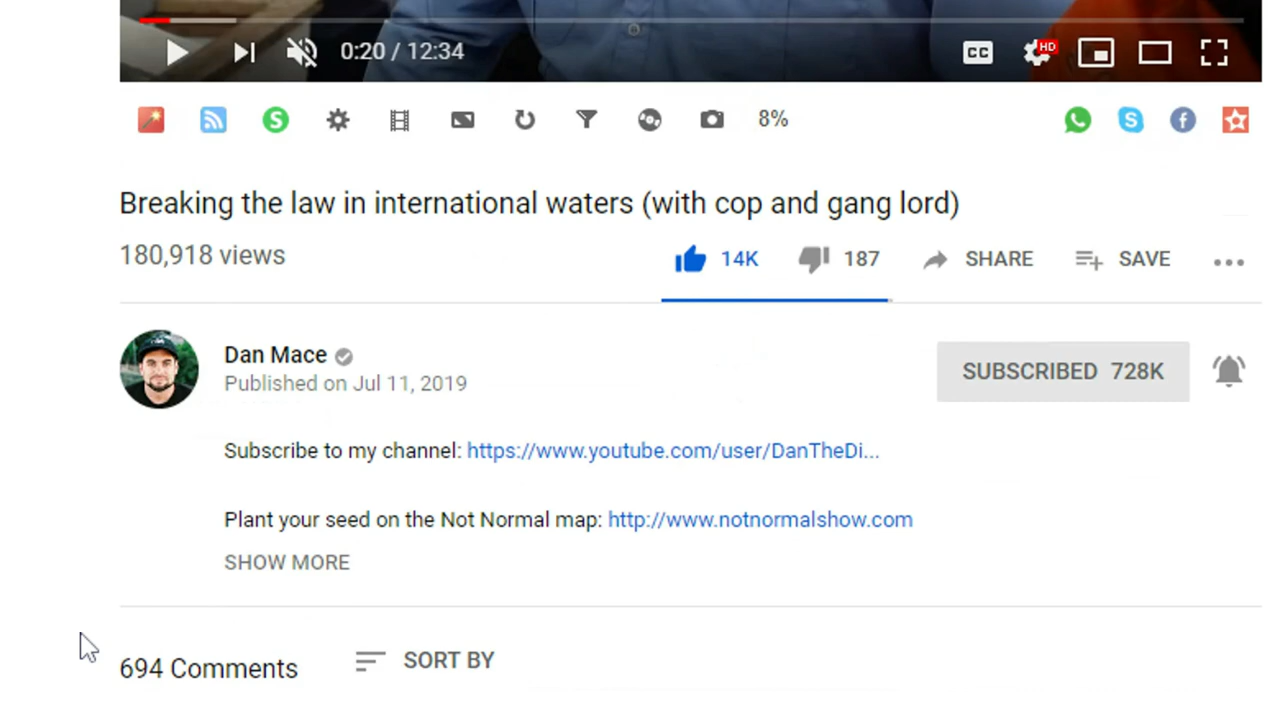 0:20 / 12:34 CC HD
S 8% S f
Breaking the law in international waters (with cop and gang lord)
180,918 views 14K 187 SHARE SAVE
Dan Mace
Published on Jul 11, 2019 SUBSCRIBED 728K
Subscribe to my channel: https://www.youtube.com/user/DanTheDi...
Plant your seed on the Not Normal map: http://www.notnormalshow.com
SHOW MORE
694 Comments SORT BY